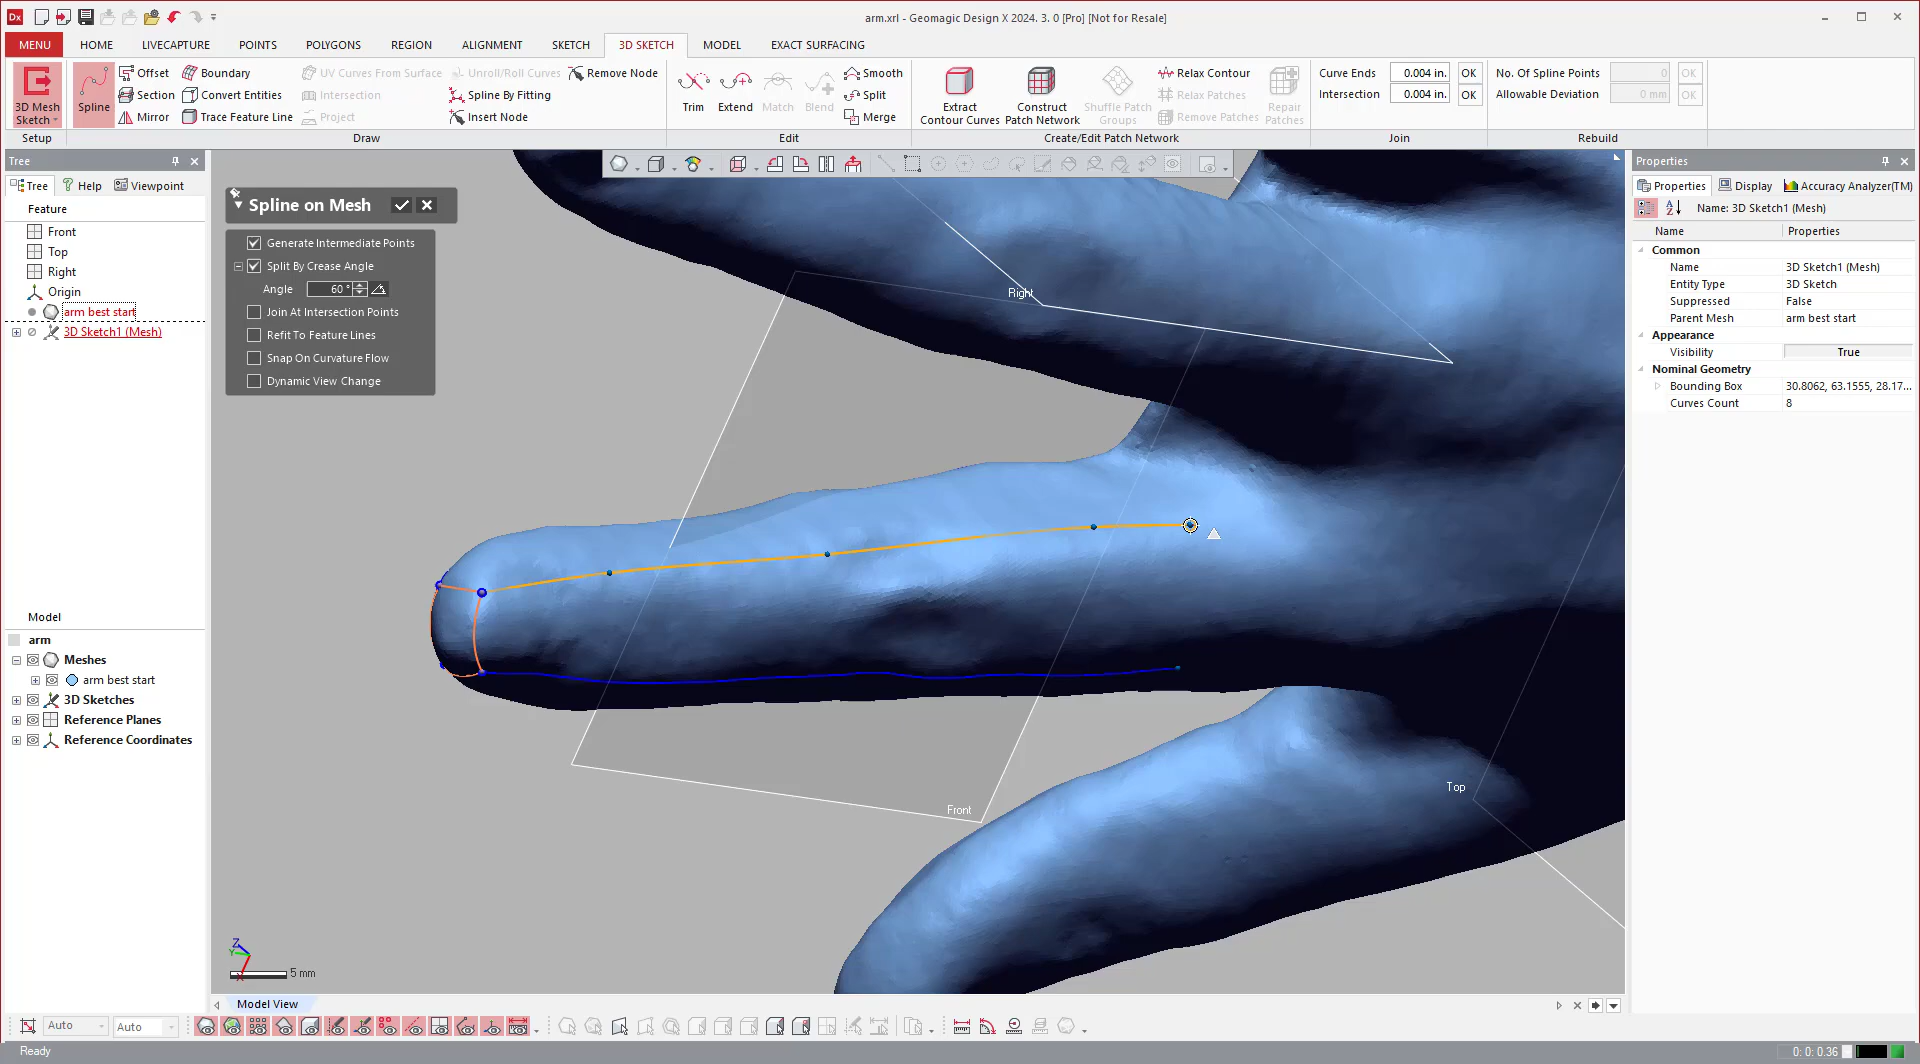 arm.xrl - Geomagic Design X 2024. 3. 0 [Pro] [Not for Resale]
MENU HOME LIVECAPTURE POINTS POLYGONS REGION ALIGNMENT SKETCH 3D SKETCH MODEL EXACT SURFACING
3D Mesh Sketch
Setup
Spline
Offset
Section
Mirror
Boundary
Convert Entities
Trace Feature Line
UV Curves From Surface
Intersection
Project
Unroll/Roll Curves
Spline By Fitting
Insert Node
Remove Node
Draw
Trim
Extend
Match
Blend
Smooth
Split
Merge
Edit
Extract
Contour Curves
Construct
Patch Network
Shuffle Patch
Groups
Relax Contour
Relax Patches
Remove Patches
Repair
Patches
Create/Edit Patch Network
Curve Ends 0.004 in. OK
Intersection 0.004 in. OK
Join
No. Of Spline Points 0 OK
Allowable Deviation 0 mm OK
Rebuild
Tree
Tree Help Viewpoint
Feature
Front
Top
Right
Origin
arm best start
3D Sketch1 (Mesh)
Model
arm
Meshes
arm best start
3D Sketches
Reference Planes
Reference Coordinates
Spline on Mesh
Generate Intermediate Points
Split By Crease Angle
Angle 60 °
Join At Intersection Points
Refit To Feature Lines
Snap On Curvature Flow
Dynamic View Change
Right
Front
Top
Z
Y
X
5 mm
Model View
Properties
Properties Display Accuracy Analyzer(TM)
Name: 3D Sketch1 (Mesh)
Name Properties
Common
Name 3D Sketch1 (Mesh)
Entity Type 3D Sketch
Suppressed False
Parent Mesh arm best start
Appearance
Visibility True
Nominal Geometry
Bounding Box 30.8062, 63.1555, 28.17...
Curves Count 8
Auto Auto
Ready
0: 0: 0.36